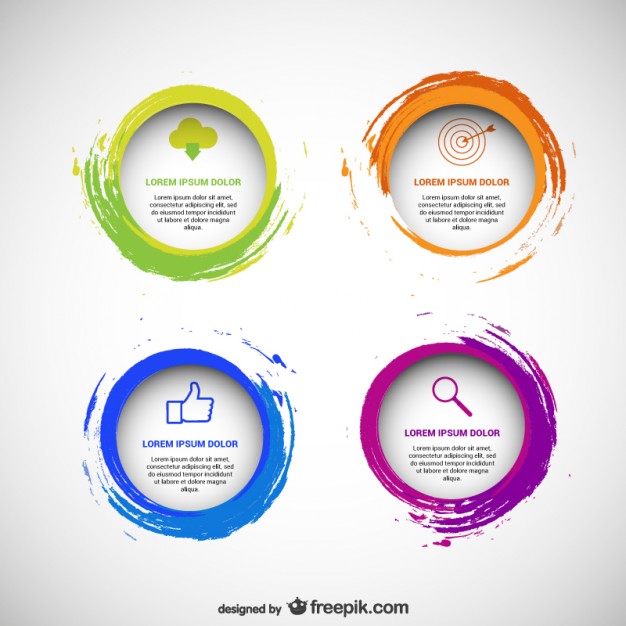 LOREM IPSUM DOLOR
Lorem ipsum dolor sit amet,
consectetur adipisicing elit, sed
do eiusmod tempor incididunt
ut labore et dolore magna
aliqua.
LOREM IPSUM DOLOR
Lorem ipsum dolor sit amet,
consectetur adipisicing elit, sed
do eiusmod tempor incididunt
ut labore et dolore magna
aliqua.
LOREM IPSUM DOLOR
Lorem ipsum dolor sit amet,
consectetur adipisicing elit, sed
do eiusmod tempor incididunt
ut labore et dolore magna
aliqua.
LOREM IPSUM DOLOR
Lorem ipsum dolor sit amet,
consectetur adipisicing elit, sed
do eiusmod tempor incididunt
ut labore et dolore magna
aliqua.
designed by freepik.com